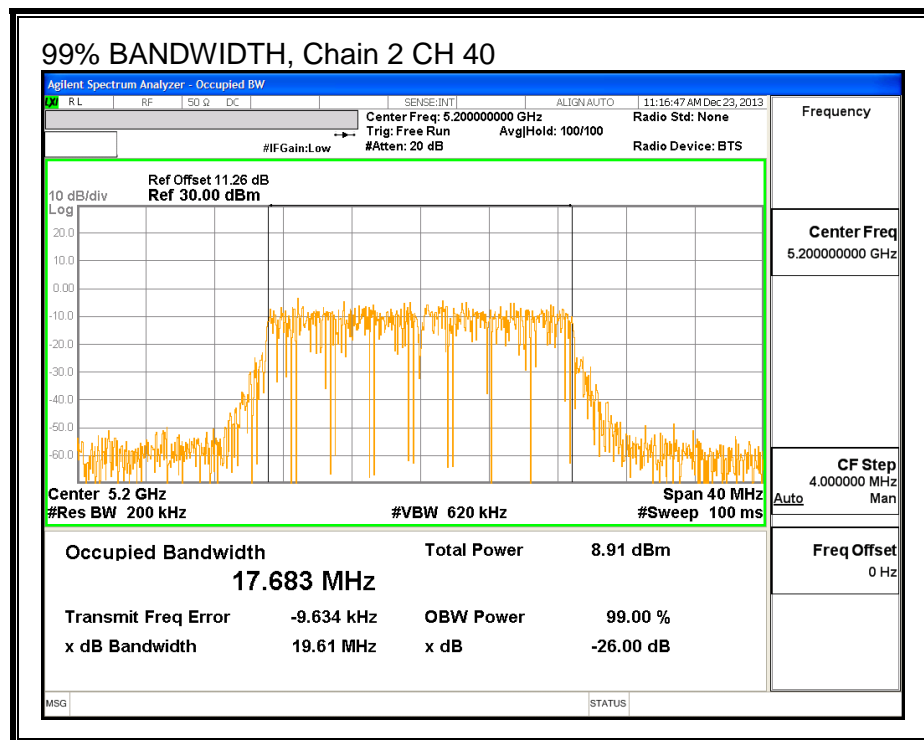 99% BANDWIDTH, Chain 2 CH 40
Agilent Spectrum Analyzer - Occupied BW
LXI RL RF 50 Ω DC SENSE:INT ALIGN AUTO 11:16:47 AM Dec 23, 2013
Center Freq: 5.200000000 GHz Radio Std: None
Trig: Free Run Avg|Hold: 100/100
#IFGain:Low #Atten: 20 dB Radio Device: BTS
Ref Offset 11.26 dB
10 dB/div Ref 30.00 dBm
Log
20.0
10.0
0.00
-10.0
-20.0
-30.0
-40.0
-50.0
-60.0
Center 5.2 GHz Span 40 MHz
#Res BW 200 kHz #VBW 620 kHz #Sweep 100 ms
Occupied Bandwidth Total Power 8.91 dBm
17.683 MHz
Transmit Freq Error -9.634 kHz OBW Power 99.00 %
x dB Bandwidth 19.61 MHz x dB -26.00 dB
MSG STATUS
Frequency
Center Freq
5.200000000 GHz
CF Step
4.000000 MHz
Auto Man
Freq Offset
0 Hz